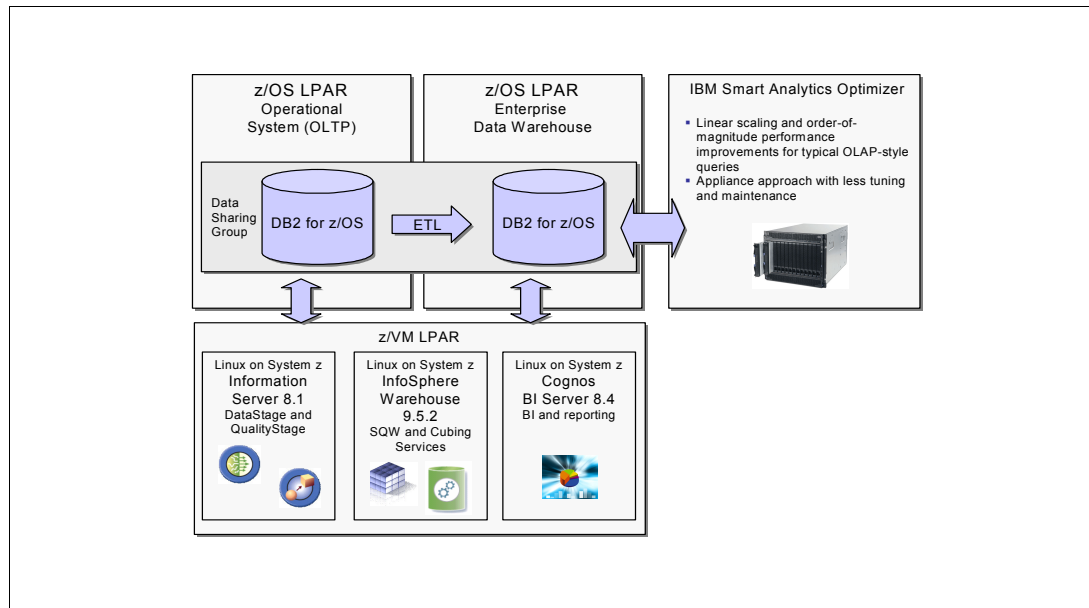 z/OS LPAR
Operational
System (OLTP)
z/OS LPAR
Enterprise
Data Warehouse
IBM Smart Analytics Optimizer
▪ Linear scaling and order-of-
magnitude performance
improvements for typical OLAP-style
queries
▪ Appliance approach with less tuning
and maintenance
Data
Sharing
Group
DB2 for z/OS
ETL
DB2 for z/OS
z/VM LPAR
Linux on System z
Information
Server 8.1
DataStage and
QualityStage
Linux on System z
InfoSphere
Warehouse
9.5.2
SQW and Cubing
Services
Linux on System z
Cognos
BI Server 8.4
BI and reporting